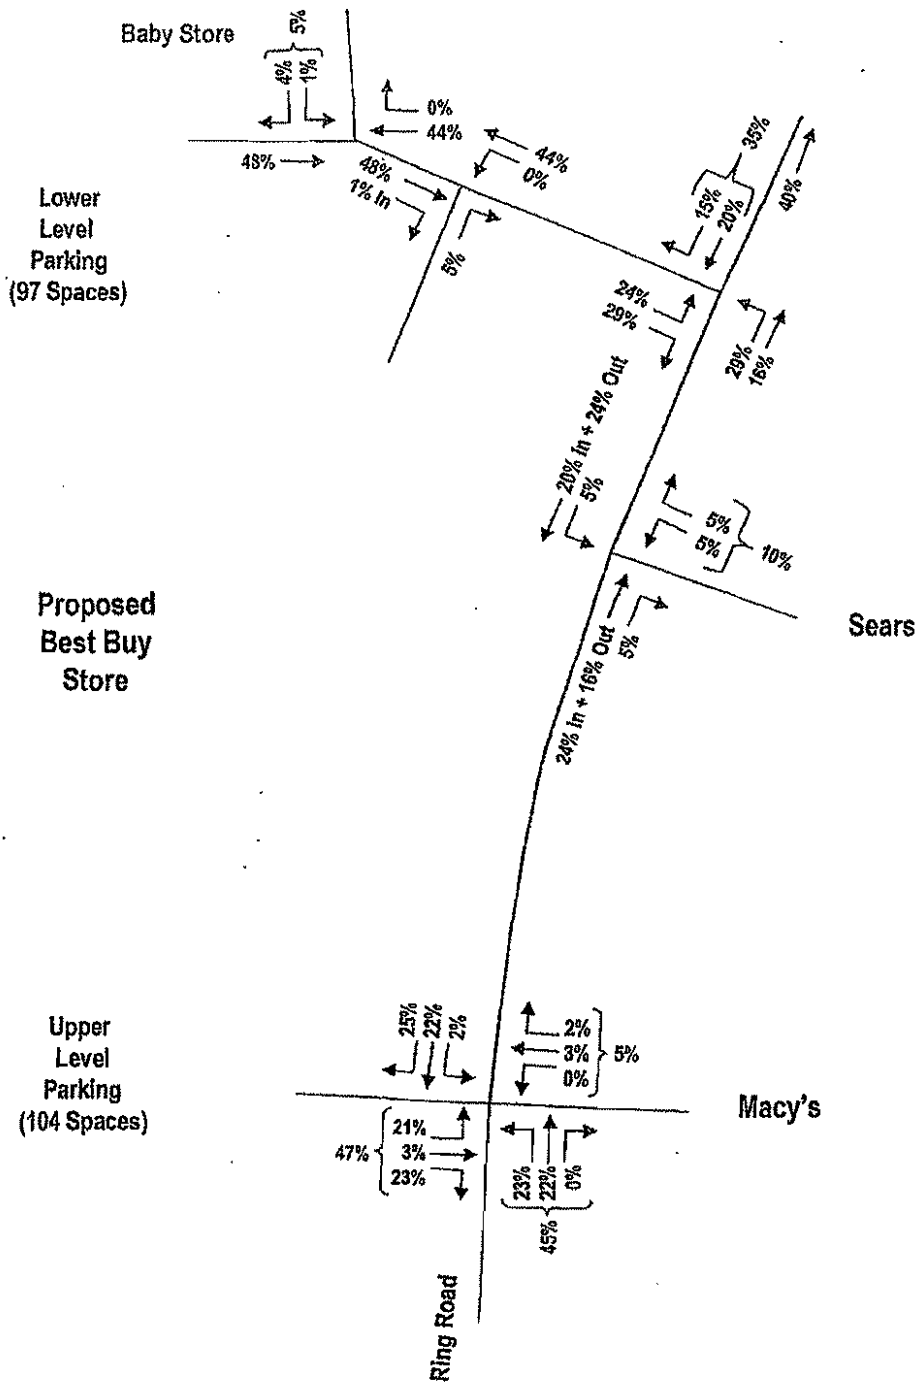 Baby Store
5%
4%
1%
0%
44%
48%
48%
1% In
44%
0%
5%
35%
15%
20%
40%
Lower
Level
Parking
(97 Spaces)
24%
29%
29%
16%
20% In + 24% Out
5%
5%
5%
10%
Proposed
Best Buy
Store
Sears
24% In + 16% Out
5%
25%
22%
2%
2%
3%
0%
5%
Upper
Level
Parking
(104 Spaces)
Macy's
47%
21%
3%
23%
23%
22%
0%
45%
Ring Road